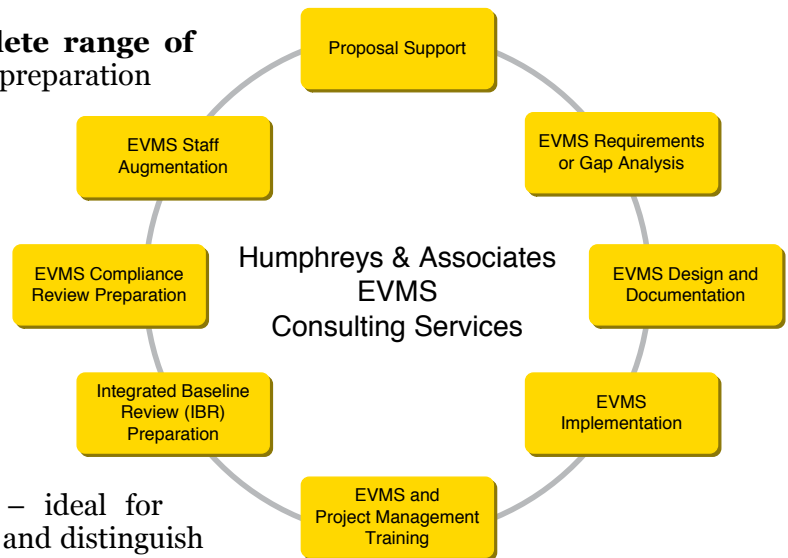 lete range of
preparation
Proposal Support
EVMS Requirements
or Gap Analysis
EVMS Design and
Documentation
EVMS
Implementation
EVMS and
Project Management
Training
Integrated Baseline
Review (IBR)
Preparation
EVMS Compliance
Review Preparation
EVMS Staff
Augmentation
Humphreys & Associates
EVMS
Consulting Services
– ideal for
and distinguish